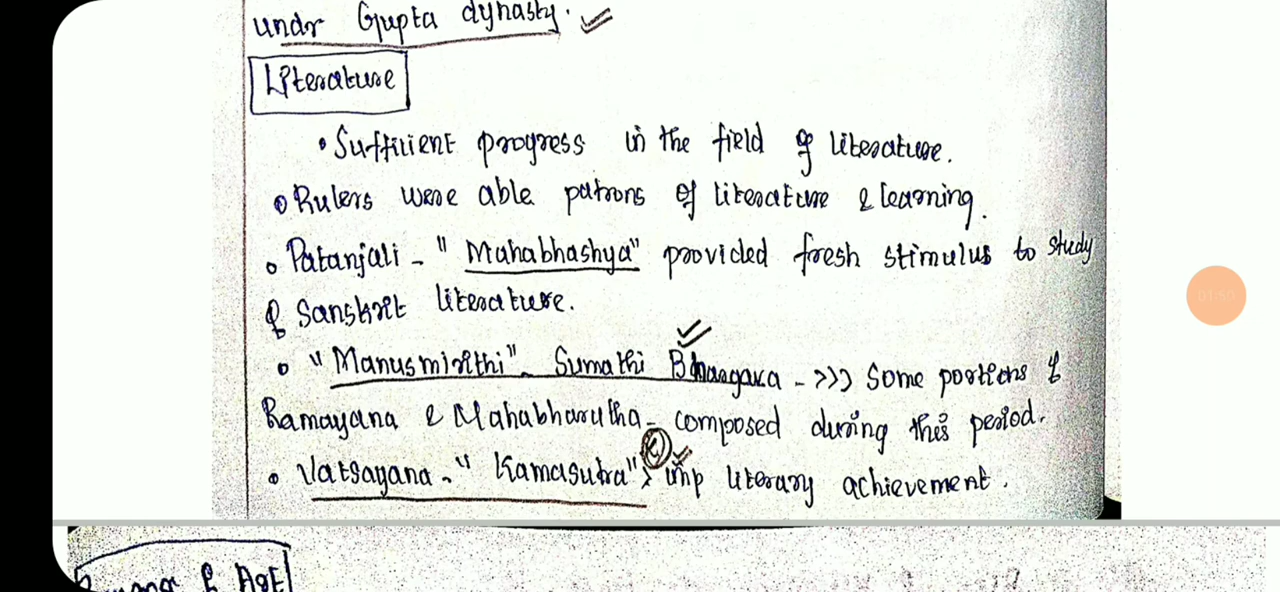 undr Gupta dynasty.
Literature
• Sufficient progress in the field of literature.
• Rulers were able patrons of literature & learning.
• Patanjali - "Mahabhashya" provided fresh stimulus to study
of Sanskrit literature.
• "Manusmirithi" - Sumathi Bhargava - >>> Some portions of
Ramayana & Mahabharutha - composed during this period.
• Vatsayana - "Kamasutra" > imp literary achievement.
& AgE